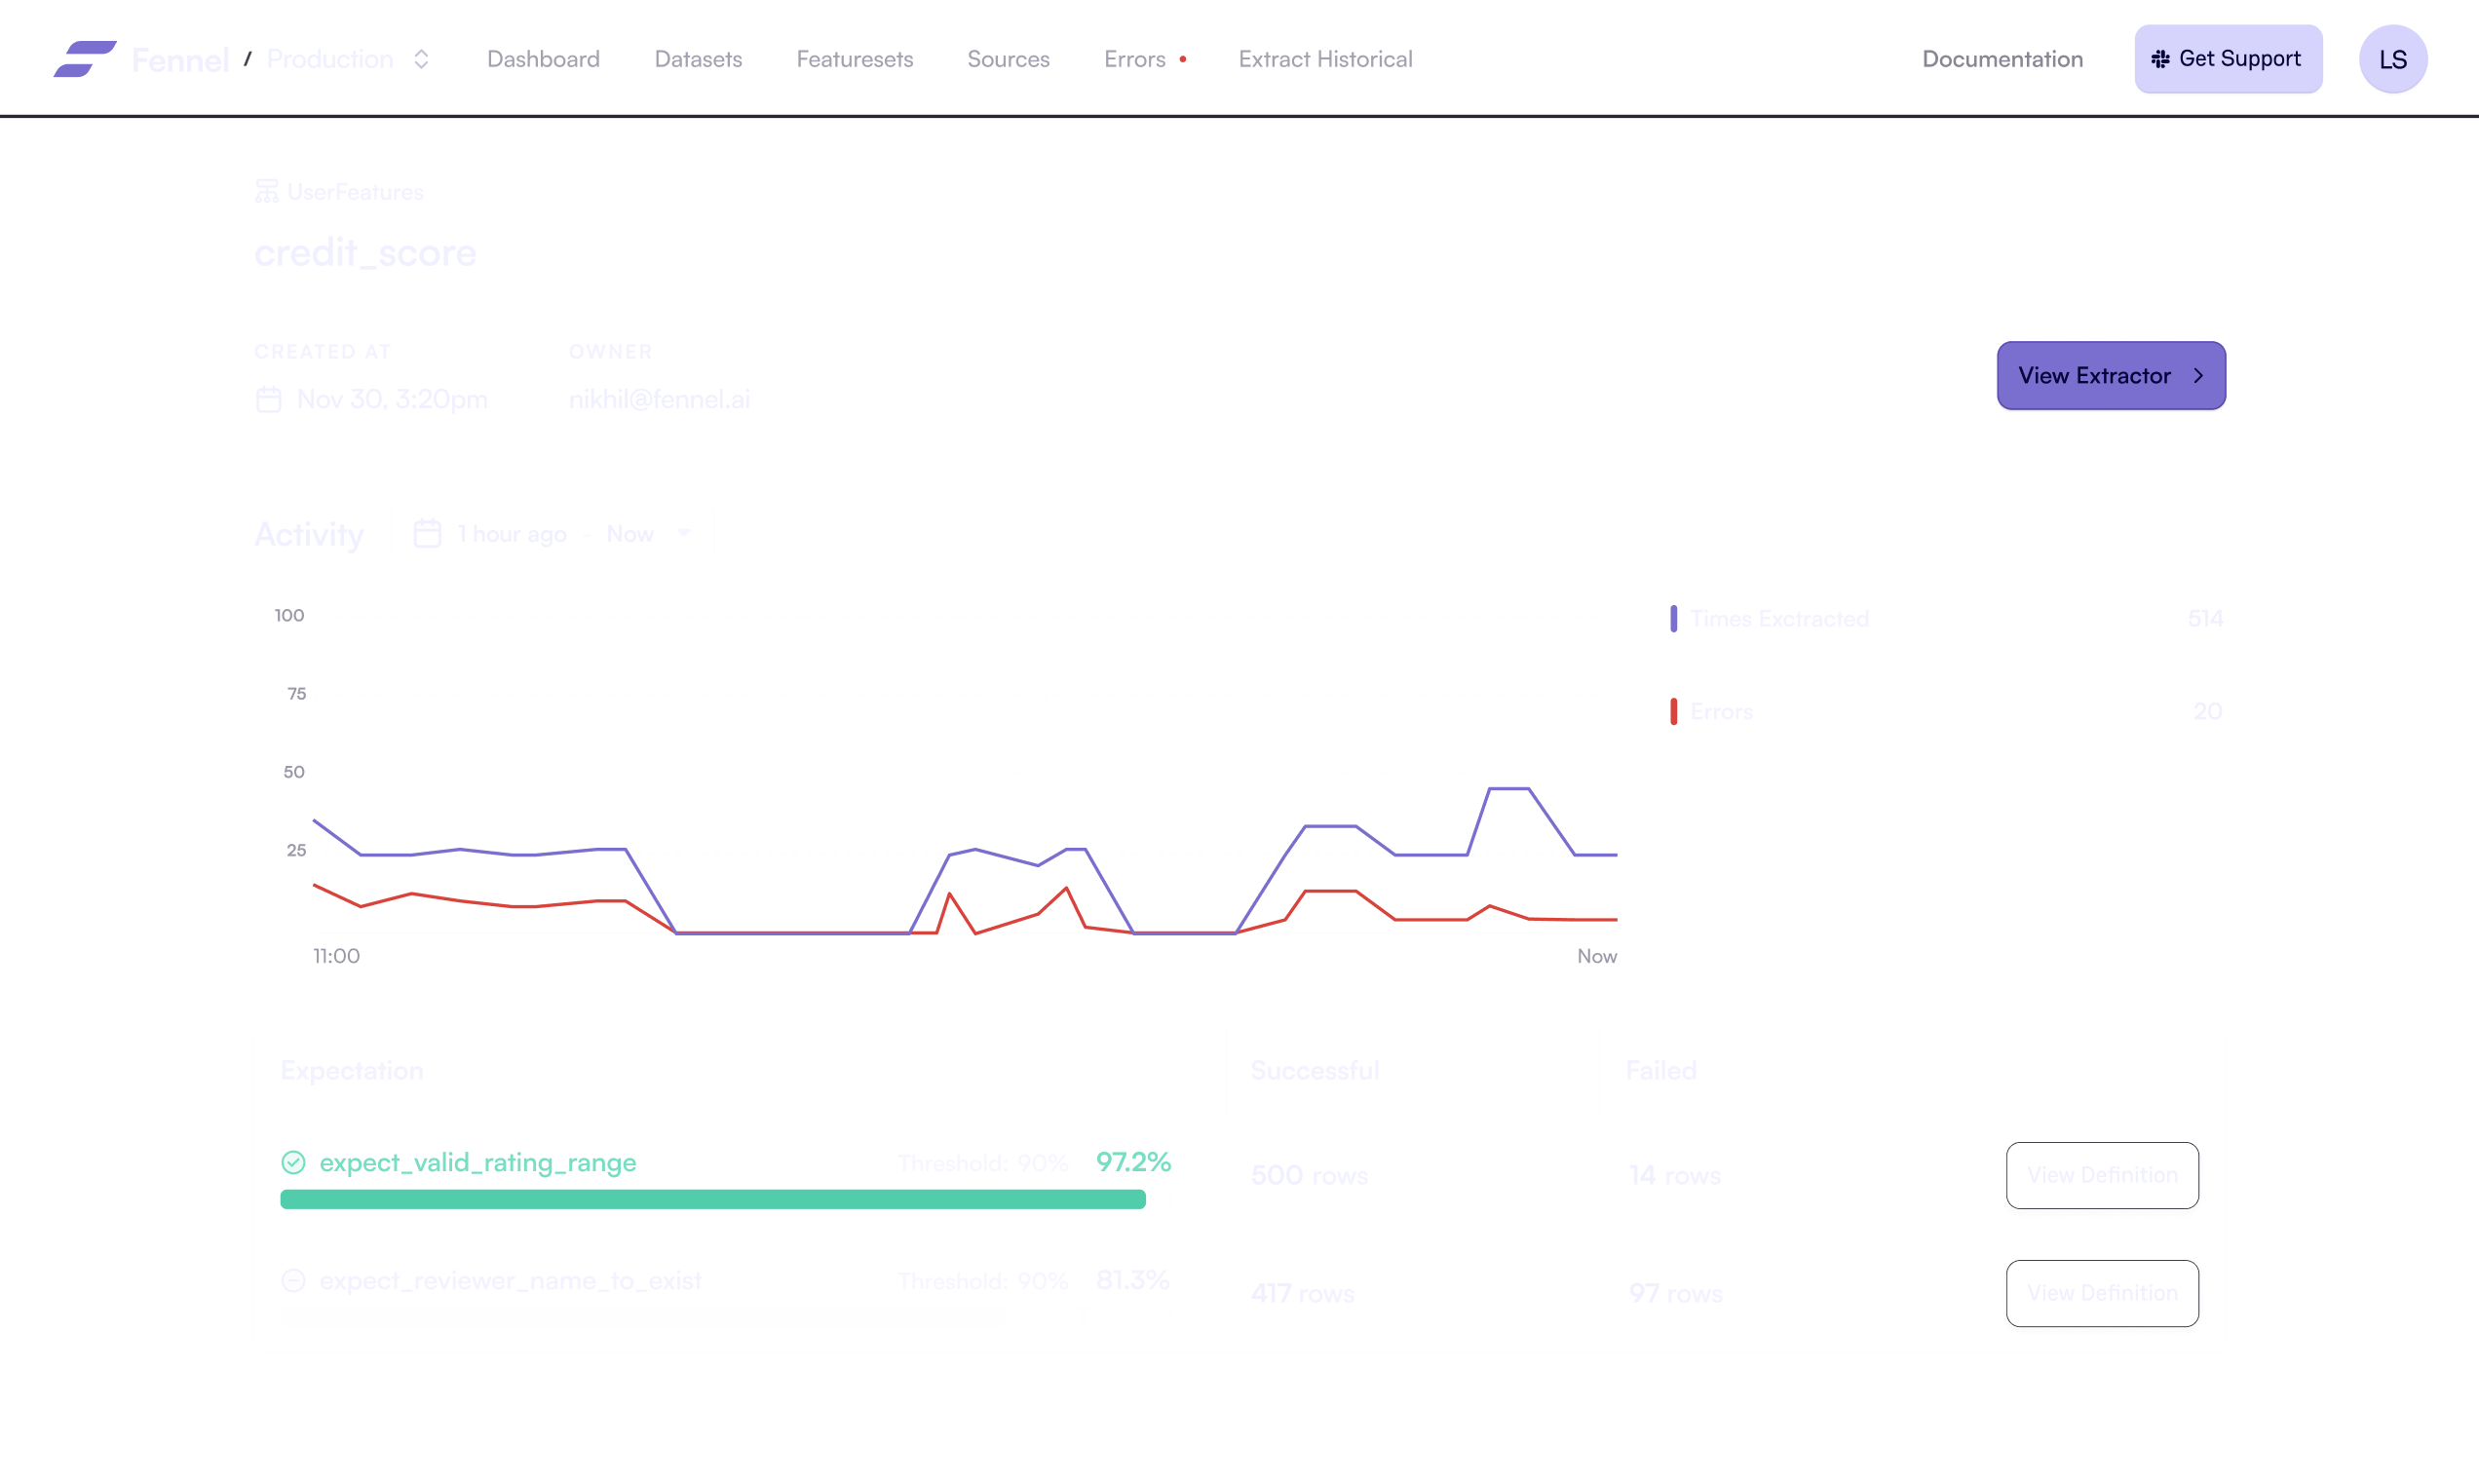 Fennel / Production Dashboard Datasets Featuresets Sources Errors Extract Historical Documentation Get Support LS
UserFeatures
credit_score
CREATED AT OWNER
Nov 30, 3:20pm nikhil@fennel.ai
View Extractor
Activity 1 hour ago - Now
100
75
50
25
11:00 Now
Times Exctracted 514
Errors 20
Expectation Successful Failed
expect_valid_rating_range Threshold: 90% 97.2% 500 rows 14 rows View Definition
expect_reviewer_name_to_exist Threshold: 90% 81.3% 417 rows 97 rows View Definition